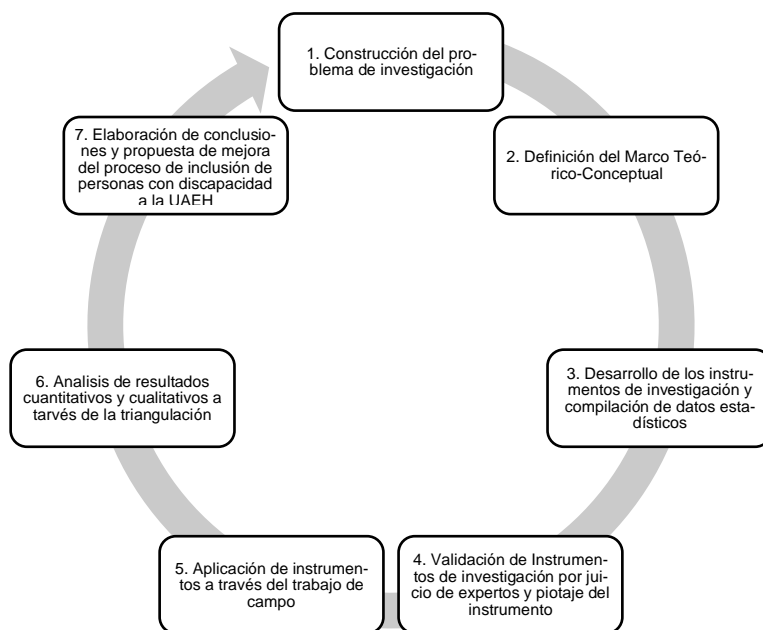 1. Construcción del pro-
blema de investigación
2. Definición del Marco Teó-
rico-Conceptual
3. Desarrollo de los instru-
mentos de investigación y
compilación de datos esta-
dísticos
4. Validación de Instrumen-
tos de investigación por jui-
cio de expertos y piotaje del
instrumento
5. Aplicación de instrumen-
tos a través del trabajo de
campo
6. Analisis de resultados
cuantitativos y cualitativos a
tarvés de la triangulación
7. Elaboración de conclusio-
nes y propuesta de mejora
del proceso de inclusión de
personas con discapacidad
a la UAEH